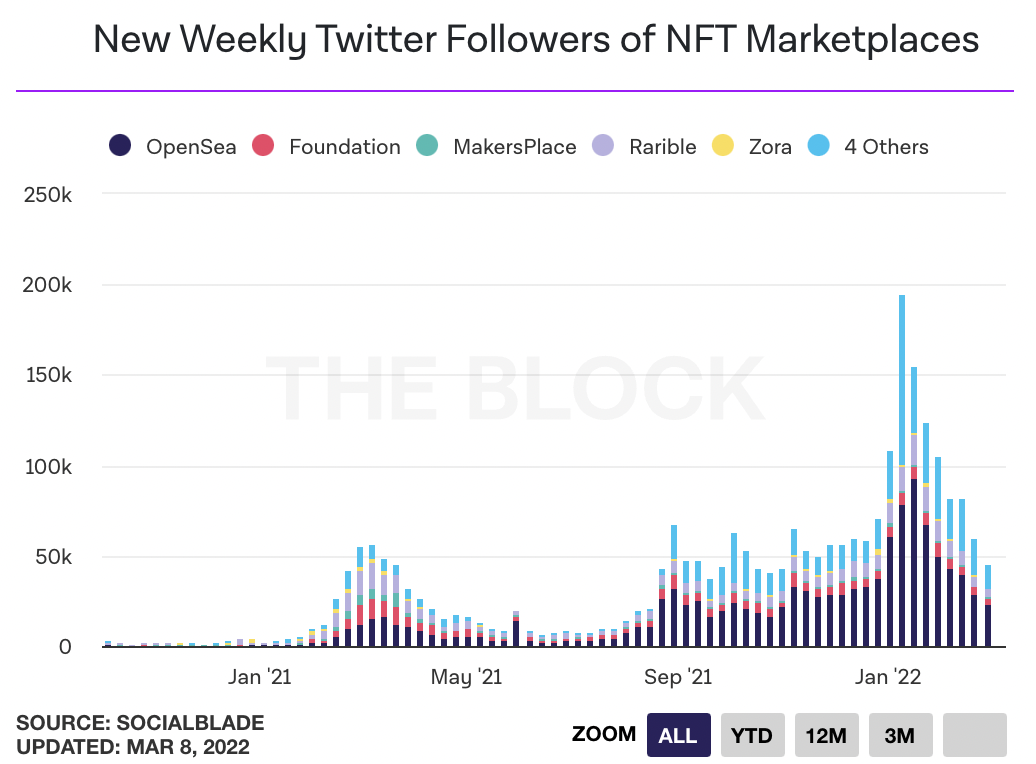 New Weekly Twitter Followers of NFT Marketplaces
OpenSea Foundation MakersPlace Rarible Zora 4 Others
250k
200k
150k
100k
50k
0
THE BLOCK
Jan '21 May '21 Sep '21 Jan '22
SOURCE: SOCIALBLADE
UPDATED: MAR 8, 2022
ZOOM ALL YTD 12M 3M